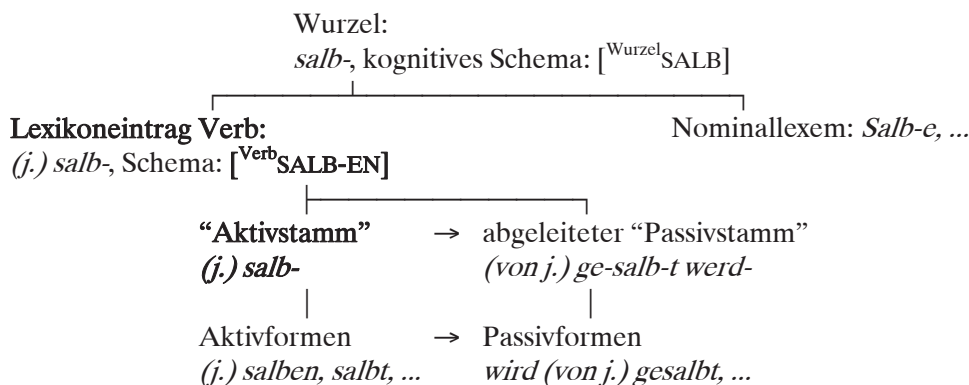 Wurzel:
salb-, kognitives Schema: [WurzelSALB]
Lexikoneintrag Verb: Nominallexem: Salb-e, ...
(j.) salb-, Schema: [VerbSALB-EN]
“Aktivstamm” → abgeleiteter “Passivstamm”
(j.) salb- (von j.) ge-salb-t werd-
Aktivformen → Passivformen
(j.) salben, salbt, ... wird (von j.) gesalbt, ...